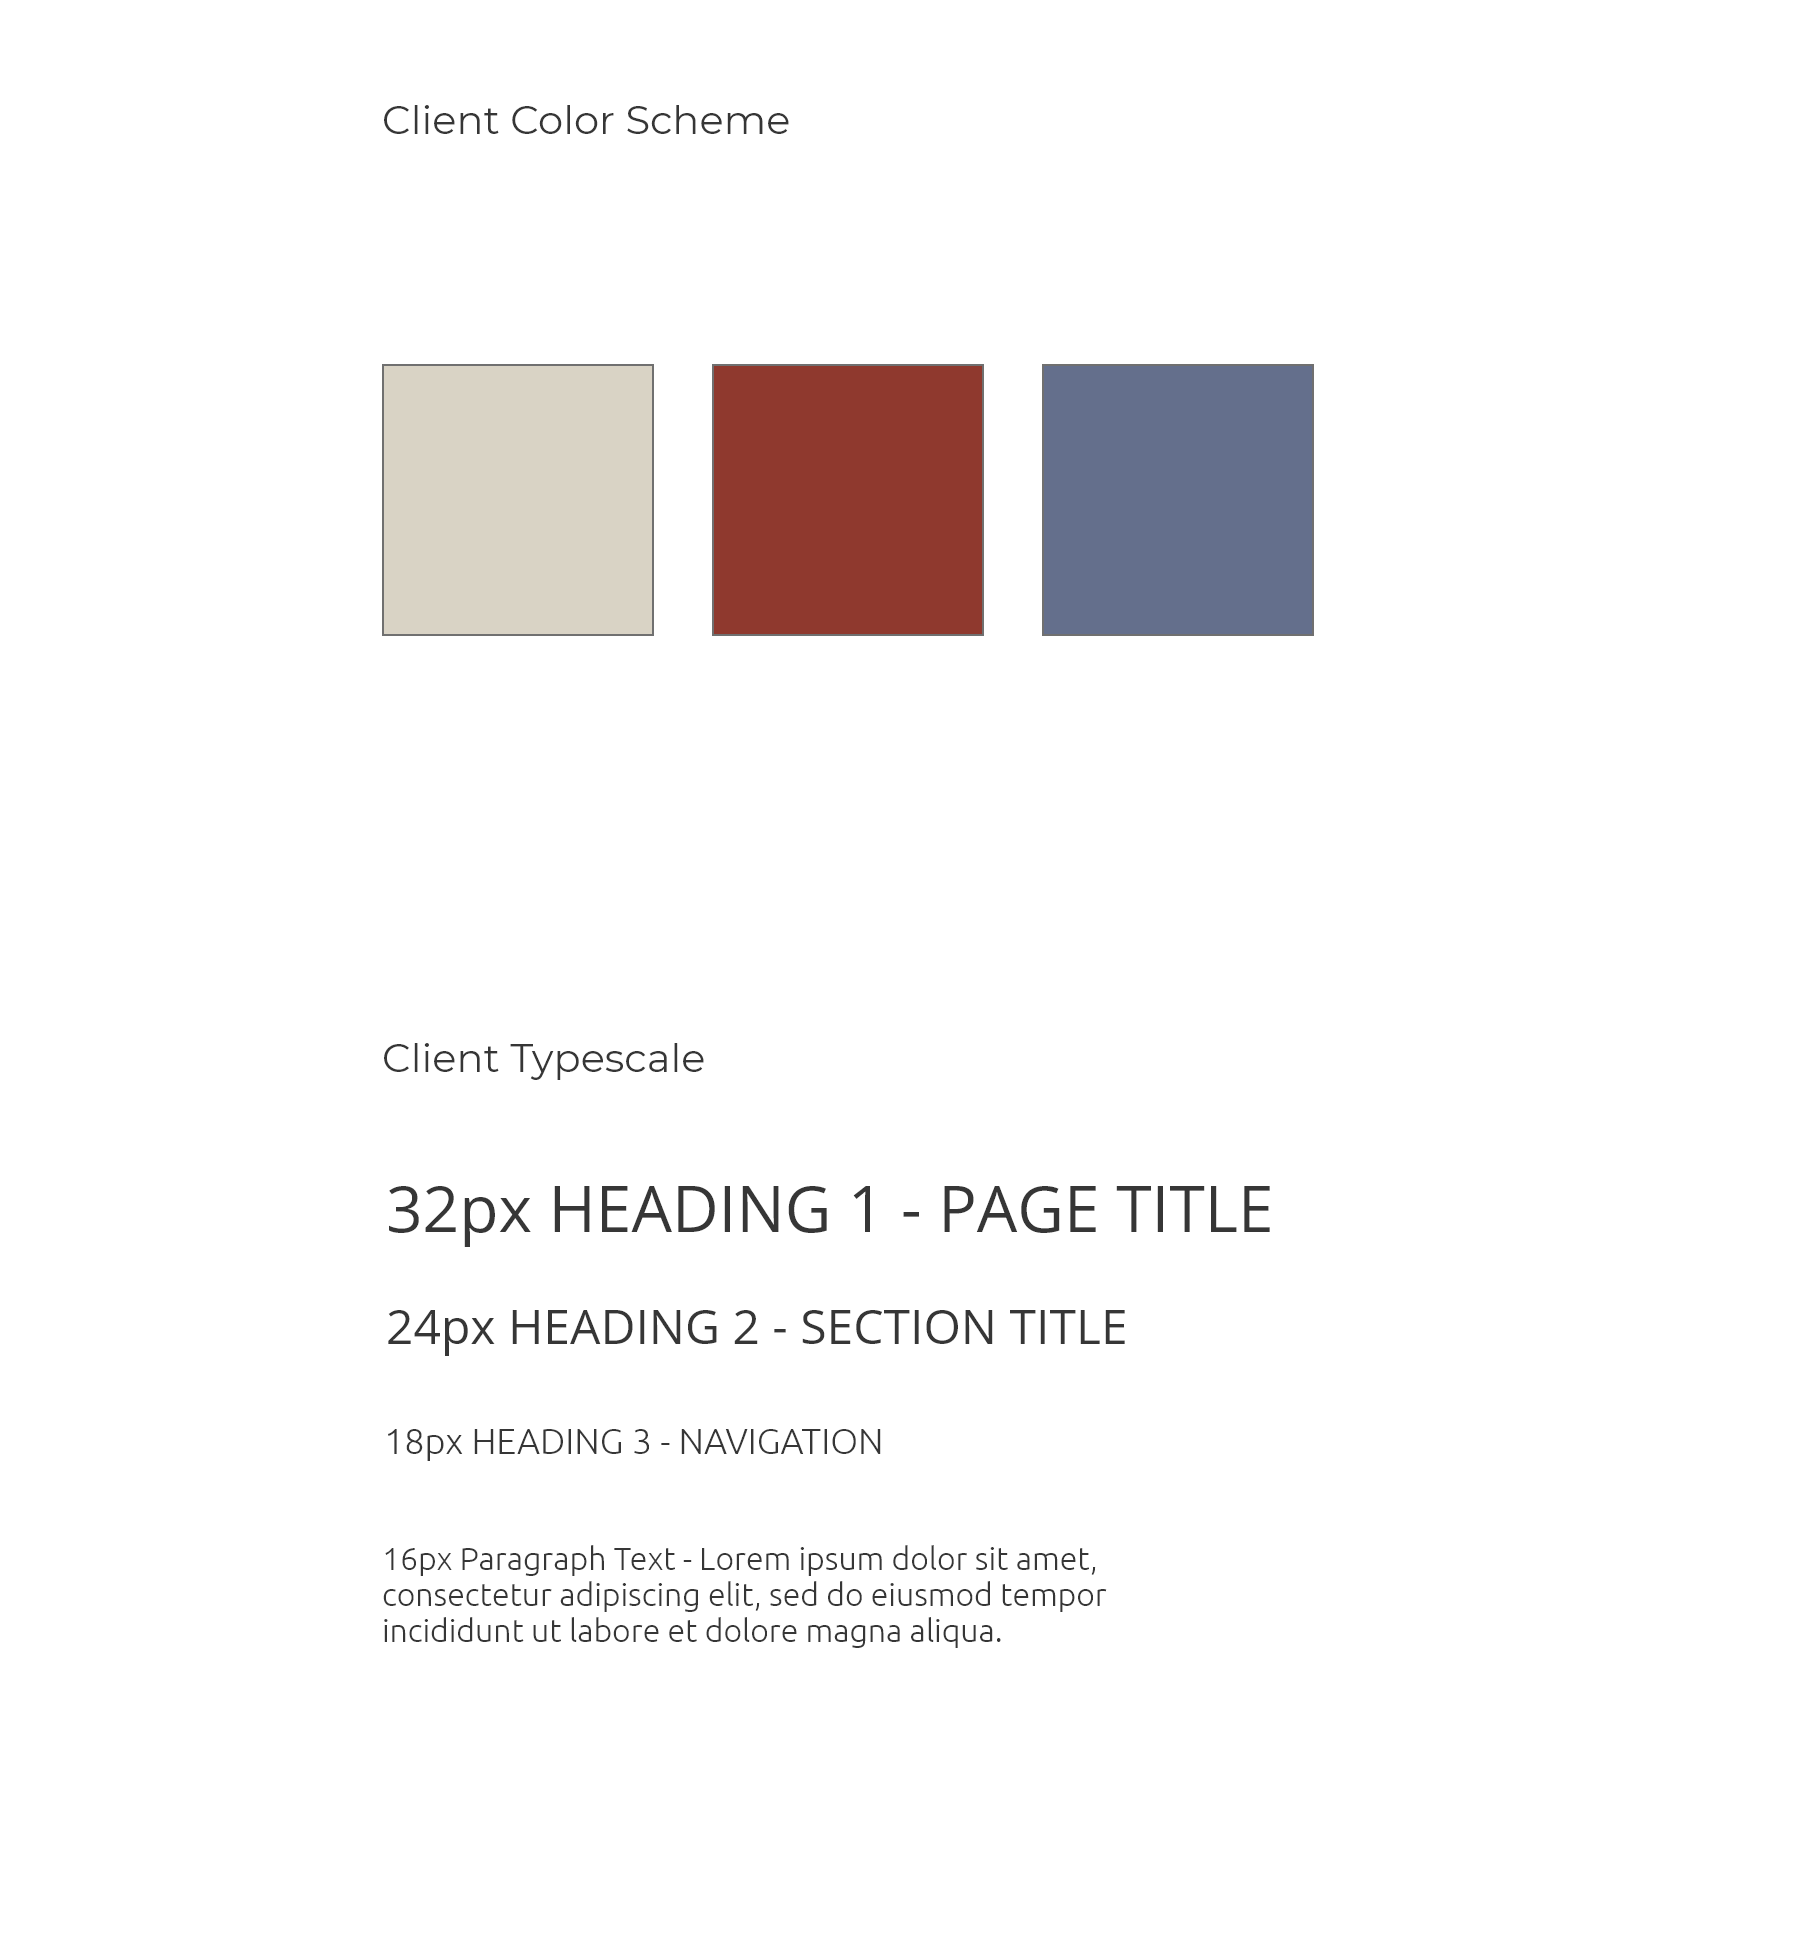 Client Color Scheme
Client Typescale
32px HEADING 1 - PAGE TITLE
24px HEADING 2 - SECTION TITLE
18px HEADING 3 - NAVIGATION
16px Paragraph Text - Lorem ipsum dolor sit amet,
consectetur adipiscing elit, sed do eiusmod tempor
incididunt ut labore et dolore magna aliqua.